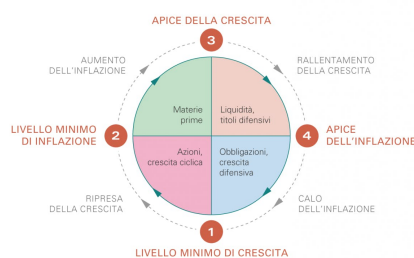 APICE DELLA CRESCITA
3
AUMENTO
DELL'INFLAZIONE
RALLENTAMENTO
DELLA CRESCITA
Materie
prime
Liquidità,
titoli difensivi
LIVELLO MINIMO
DI INFLAZIONE
2
4
APICE
DELL'INFLAZIONE
Azioni,
crescita ciclica
Obbligazioni,
crescita
difensiva
RIPRESA
DELLA CRESCITA
CALO
DELL'INFLAZIONE
1
LIVELLO MINIMO DI CRESCITA